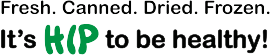 Fresh. Canned. Dried. Frozen.
It's HIP to be healthy!